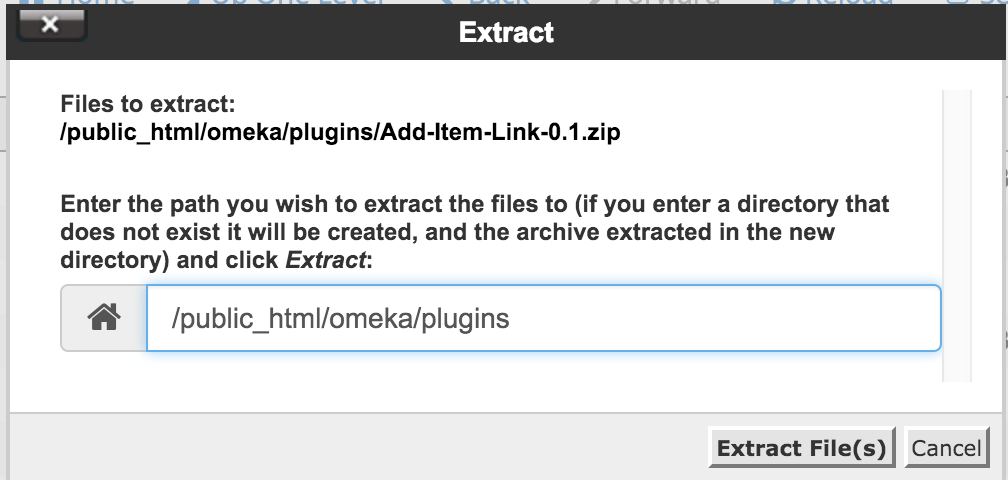 Home Up One Level Back Forward Reload
Extract
Files to extract:
/public_html/omeka/plugins/Add-Item-Link-0.1.zip
Enter the path you wish to extract the files to (if you enter a directory that
does not exist it will be created, and the archive extracted in the new
directory) and click Extract:
/public_html/omeka/plugins
Extract File(s) Cancel